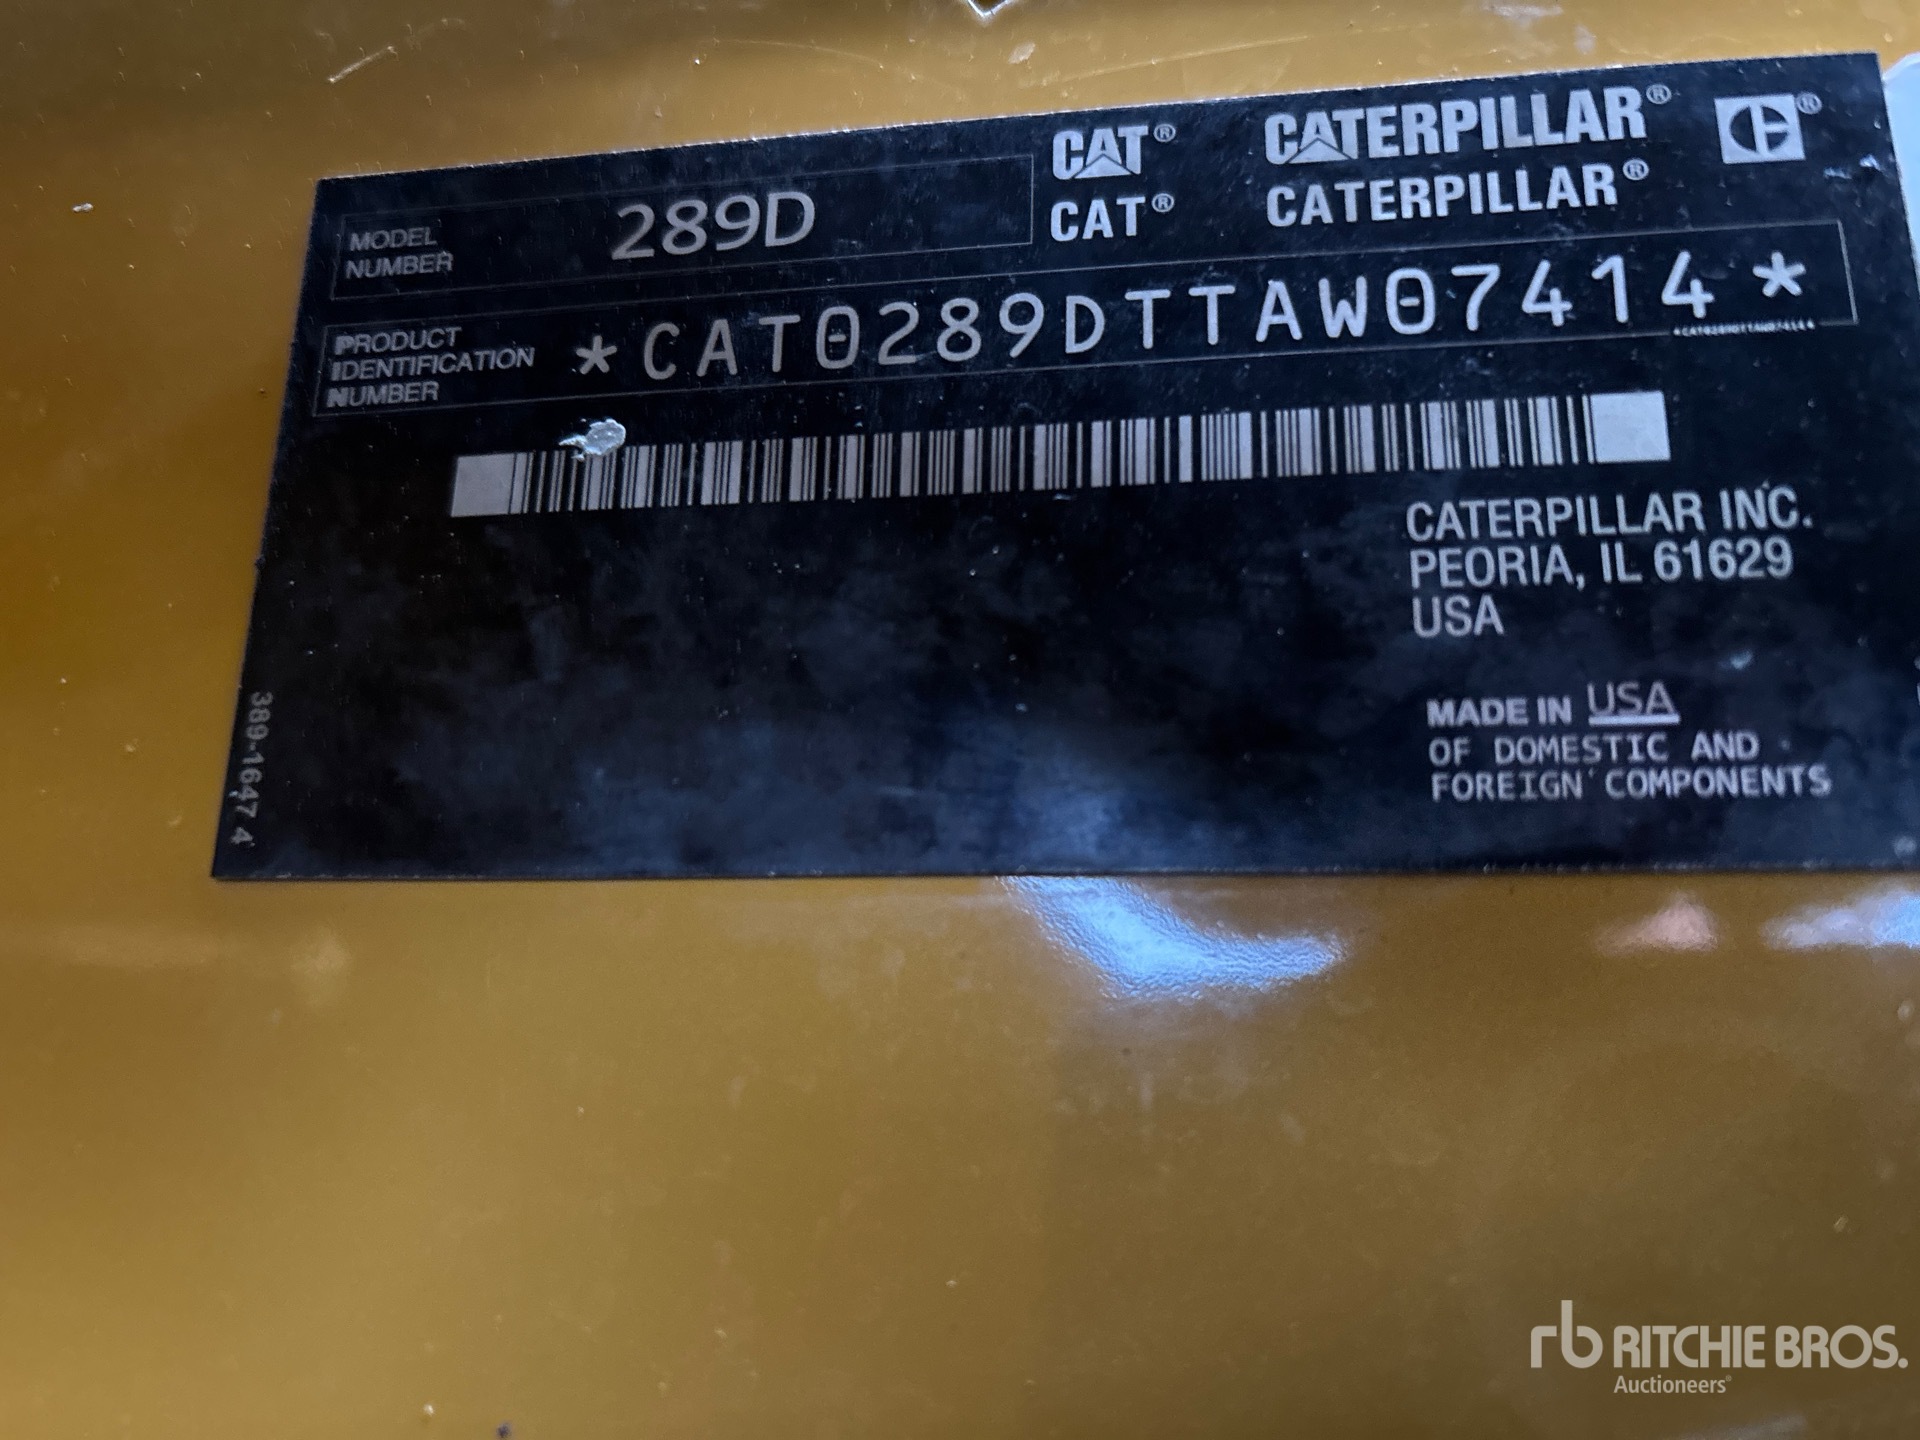 CAT® CATERPILLAR®
CAT® CATERPILLAR®
MODEL
NUMBER
289D
PRODUCT
IDENTIFICATION
NUMBER
*CAT0289DTTAW07414*
*CAT0289DTTAW07414*
CATERPILLAR INC.
PEORIA, IL 61629
USA
MADE IN USA
OF DOMESTIC AND
FOREIGN COMPONENTS
389-1647 4
rb RITCHIE BROS.
Auctioneers